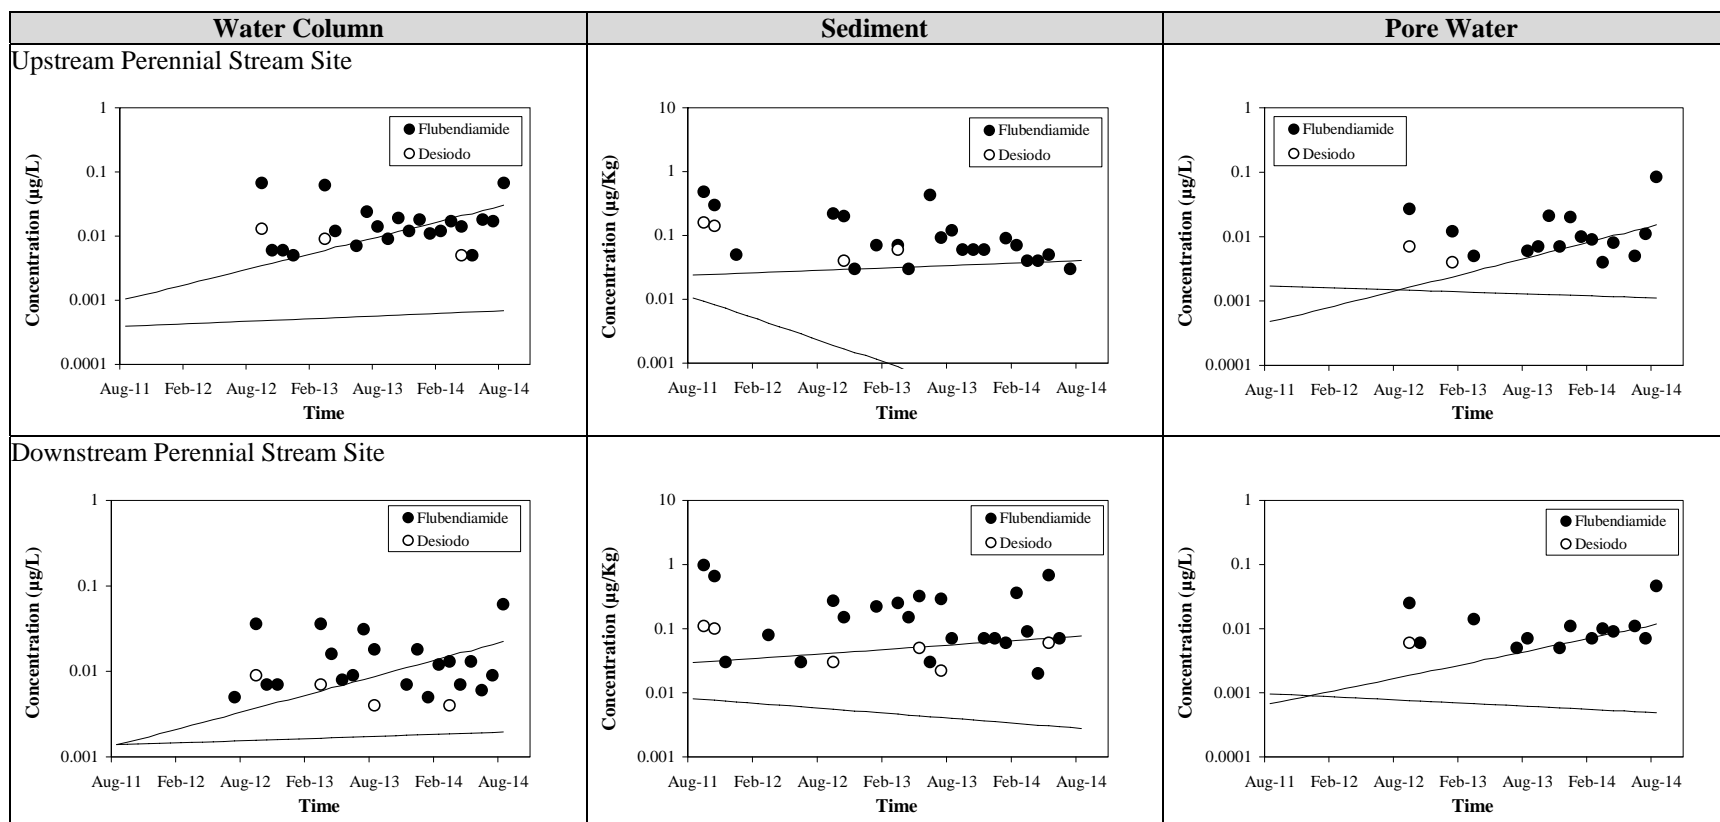 Water Column
Sediment
Pore Water
Upstream Perennial Stream Site
Concentration (µg/L)
1
0.1
0.01
0.001
0.0001
Flubendiamide
Desiodo
Aug-11 Feb-12 Aug-12 Feb-13 Aug-13 Feb-14 Aug-14
Time
Concentration (µg/Kg)
10
1
0.1
0.01
0.001
Flubendiamide
Desiodo
Aug-11 Feb-12 Aug-12 Feb-13 Aug-13 Feb-14 Aug-14
Time
Concentration (µg/L)
1
0.1
0.01
0.001
0.0001
Flubendiamide
Desiodo
Aug-11 Feb-12 Aug-12 Feb-13 Aug-13 Feb-14 Aug-14
Time
Downstream Perennial Stream Site
Concentration (µg/L)
1
0.1
0.01
0.001
Flubendiamide
Desiodo
Aug-11 Feb-12 Aug-12 Feb-13 Aug-13 Feb-14 Aug-14
Time
Concentration (µg/Kg)
10
1
0.1
0.01
0.001
Flubendiamide
Desiodo
Aug-11 Feb-12 Aug-12 Feb-13 Aug-13 Feb-14 Aug-14
Time
Concentration (µg/L)
1
0.1
0.01
0.001
0.0001
Flubendiamide
Desiodo
Aug-11 Feb-12 Aug-12 Feb-13 Aug-13 Feb-14 Aug-14
Time